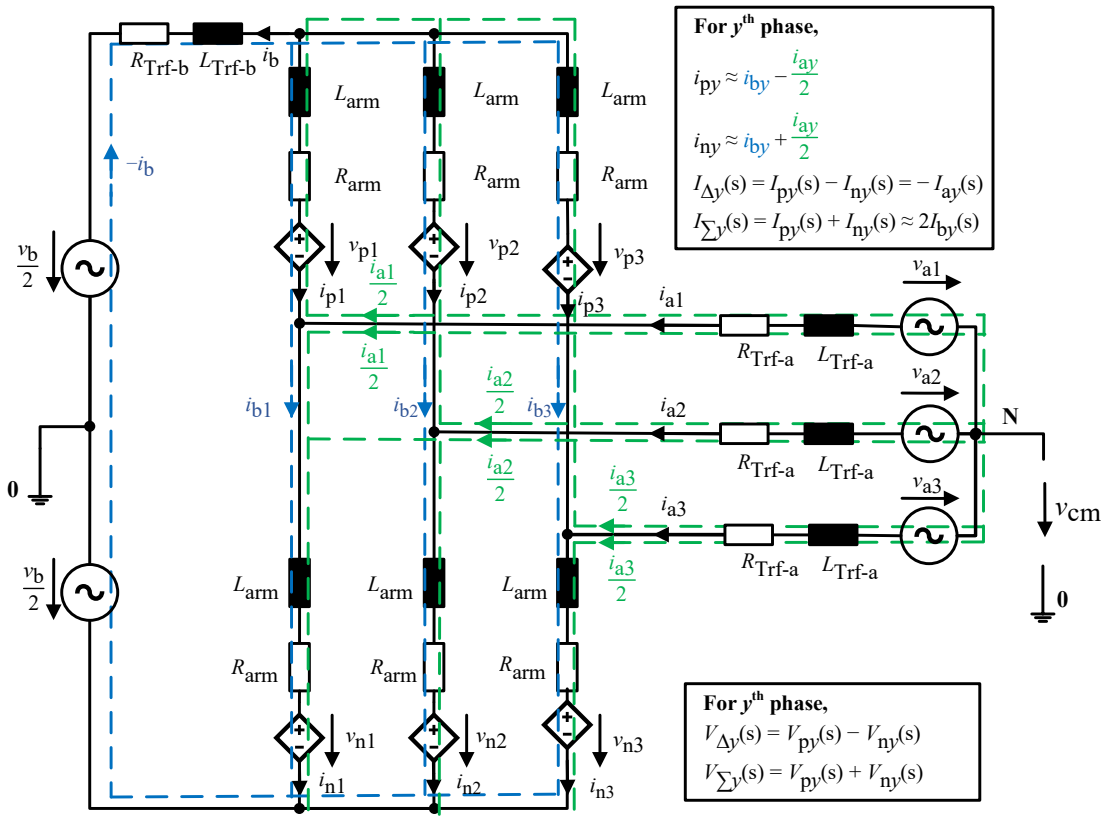 R_Trf-b L_Trf-b i_b
L_arm L_arm L_arm
–i_b
R_arm R_arm R_arm
v_b/2
v_p1 v_p2 v_p3
i_p1 i_a1/2 i_p2 i_p3 i_a1 v_a1
i_a1/2 R_Trf-a L_Trf-a
i_b1 i_b2 i_a2/2 i_b3 i_a2 v_a2 N
i_a2/2 R_Trf-a L_Trf-a
0
i_a3/2 i_a3 v_a3 v_cm
i_a3/2 R_Trf-a L_Trf-a
v_b/2
L_arm L_arm L_arm
0
R_arm R_arm R_arm
v_n1 v_n2 v_n3
i_n1 i_n2 i_n3
For y^th phase,
i_py ≈ i_by − i_ay/2
i_ny ≈ i_by + i_ay/2
I_Δy(s) = I_py(s) − I_ny(s) = − I_ay(s)
I_∑y(s) = I_py(s) + I_ny(s) ≈ 2I_by(s)
For y^th phase,
V_Δy(s) = V_py(s) − V_ny(s)
V_∑y(s) = V_py(s) + V_ny(s)